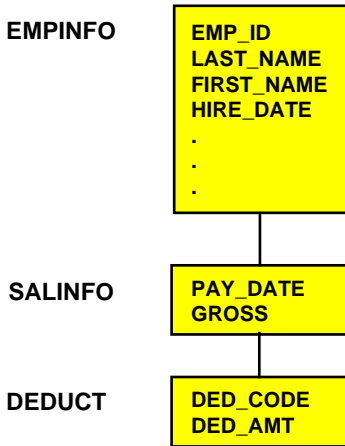 EMPINFO
EMP_ID
LAST_NAME
FIRST_NAME
HIRE_DATE
.
.
.
SALINFO
PAY_DATE
GROSS
DEDUCT
DED_CODE
DED_AMT